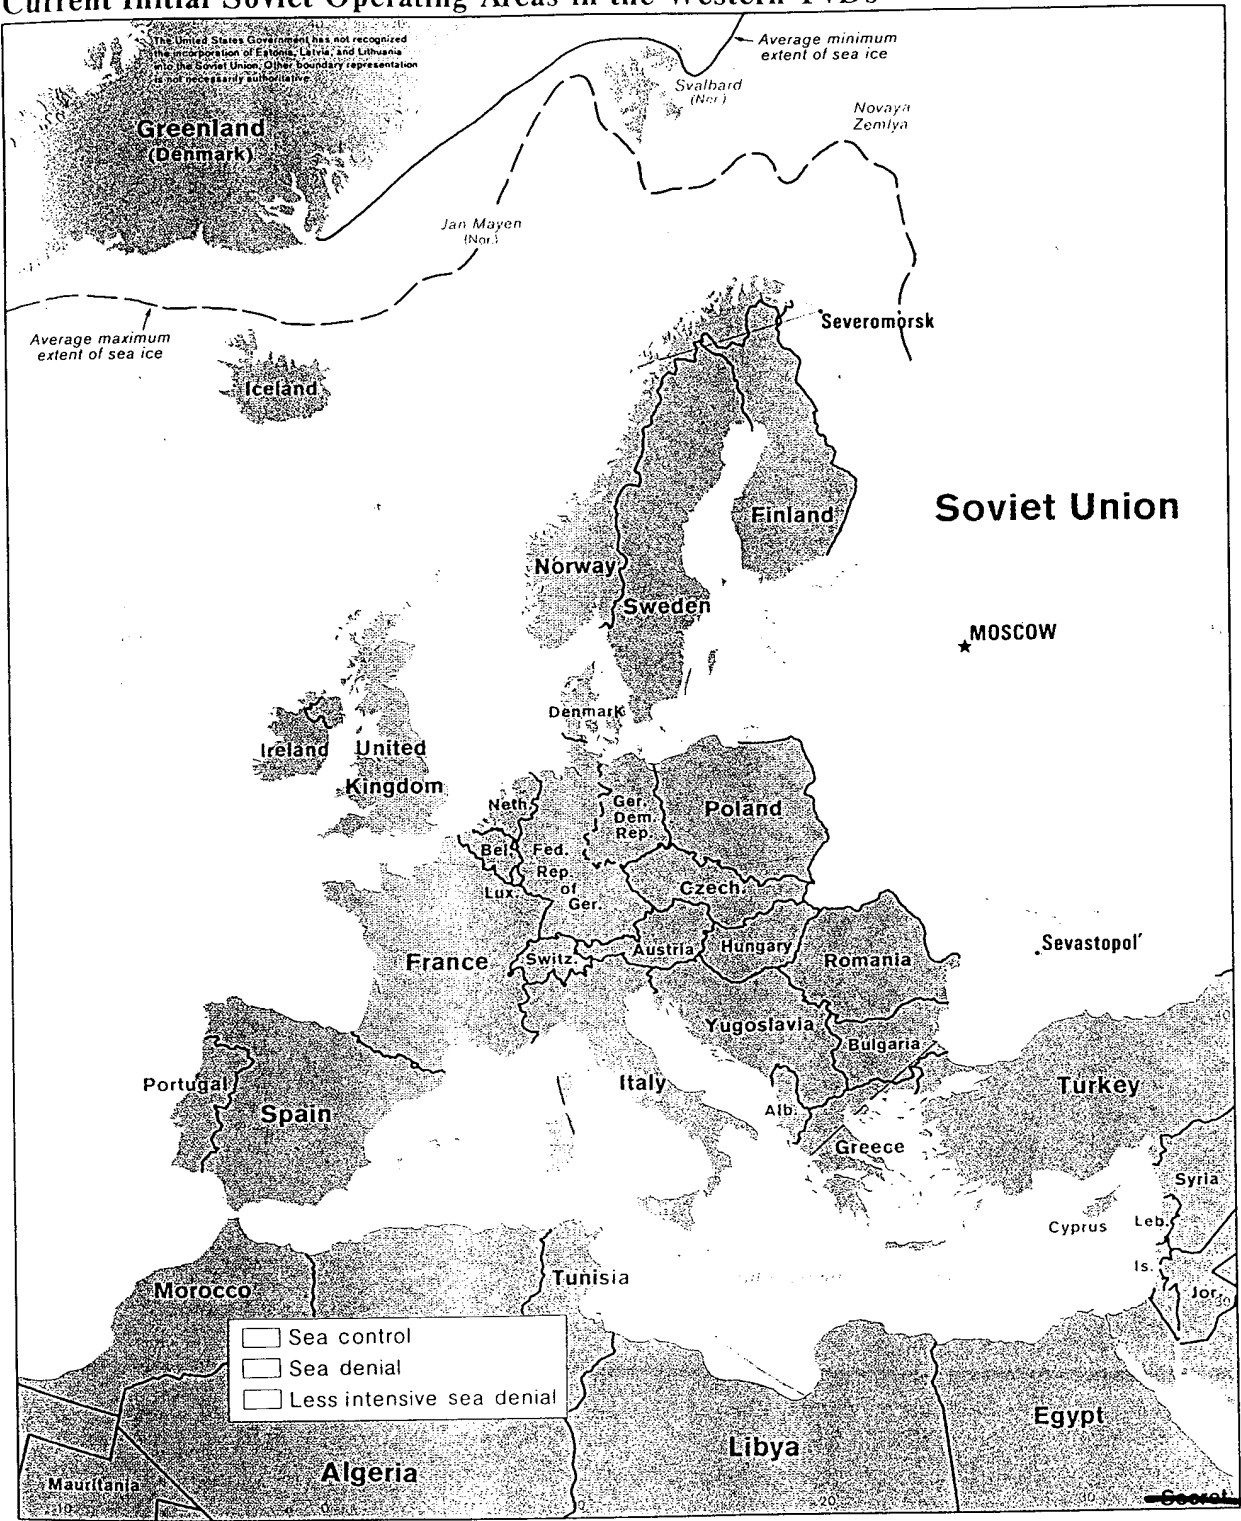 Current Initial Soviet Operating Areas in the Western TVDs
The United States Government has not recognized
the incorporation of Estonia, Latvia, and Lithuania
into the Soviet Union. Other boundary representation
is not necessarily authoritative.
Average minimum
extent of sea ice
Svalbard
(Nor.)
Novaya
Zemlya
Greenland
(Denmark)
Jan Mayen
(Nor.)
Average maximum
extent of sea ice
Severomorsk
Iceland
Soviet Union
Finland
Norway
Sweden
MOSCOW
Denmark
Ireland
United
Kingdom
Neth.
Ger.
Dem.
Rep.
Poland
Bel.
Fed.
Rep.
of
Ger.
Lux.
Czech.
France
Switz.
Austria
Hungary
Romania
Sevastopol'
Yugoslavia
Bulgaria
Portugal
Spain
Italy
Alb.
Greece
Turkey
Syria
Cyprus
Leb.
Is.
Jor.
Morocco
Tunisia
Sea control
Sea denial
Less intensive sea denial
Algeria
Libya
Egypt
Mauritania
10
0
20
Secret